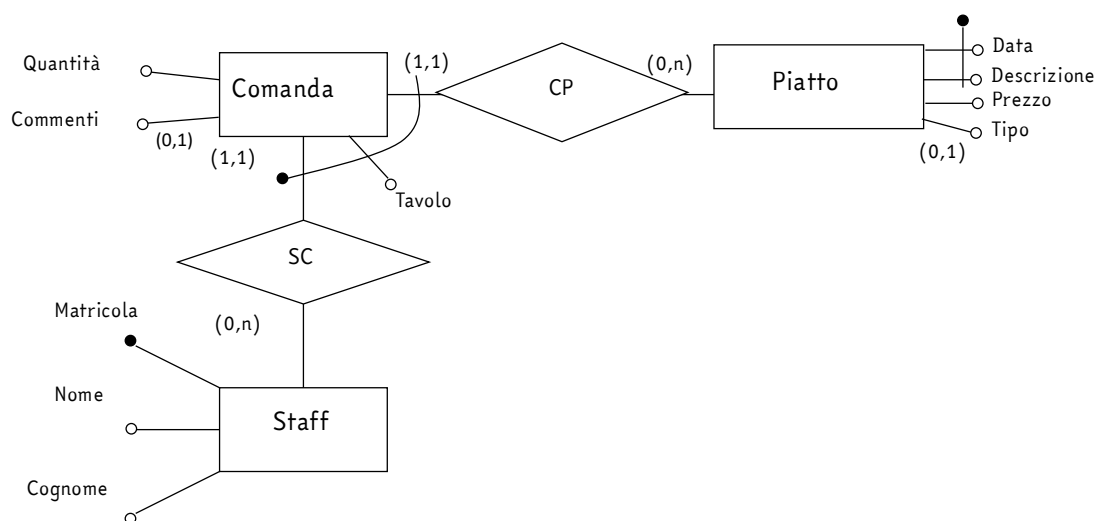 Quantità
Commenti
(0,1)
(1,1)
Comanda
(1,1)
CP
(0,n)
Piatto
Data
Descrizione
Prezzo
Tipo
(0,1)
Tavolo
SC
(0,n)
Matricola
Nome
Cognome
Staff